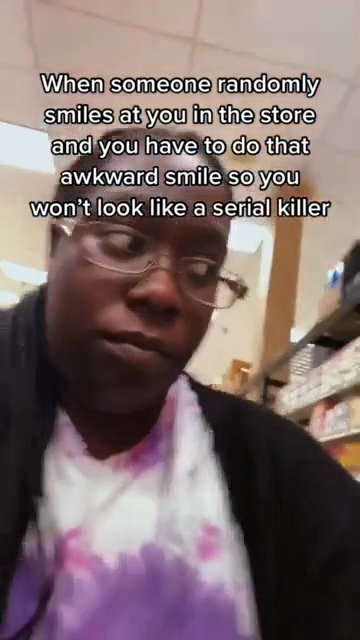 When someone randomly
smiles at you in the store
and you have to do that
awkward smile so you
won't look like a serial killer